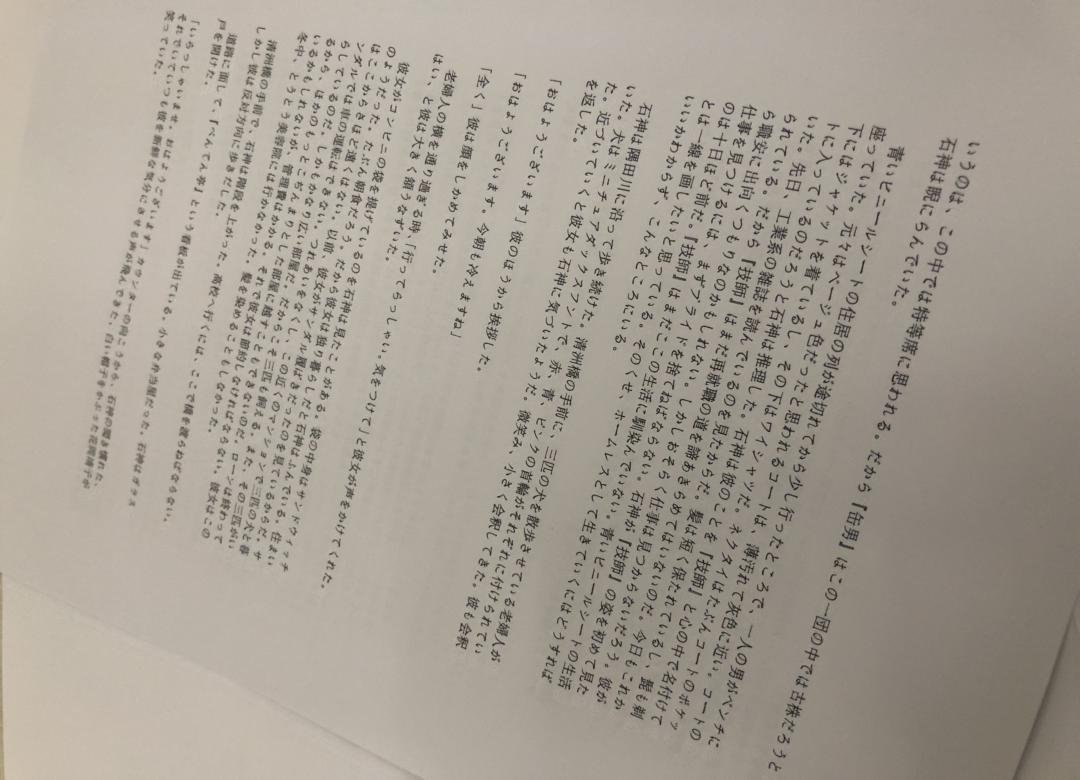 いうのは、この中では特等席に思われる。だから『缶男』はこの一団の中では古株だろうと
石神は睨にらんでいた。
青いビニールシートの住居の列が途切れてから少し行ったところで、一人の男がベンチに
座っていた。元々はベージュ色だったと思われるコートは、薄汚れて灰色に近い。コートの
下にはジャケットを着ているし、その下はワイシャツだ。ネクタイはたぶんコートのポケッ
トに入っているのだろうと石神は推理した。石神は彼のことを『技師』と心の中で名付けて
いた。先日、工業系の雑誌を読んでいるのを見たからだ。髪は短く保たれているし、髭も剃
られている。だから『技師』はまだ再就職の道を諦あきらめてはいないのだ。今日もこれか
ら職安に出向くつもりなのかもしれない。しかしおそらく仕事は見つからないだろう。彼が
仕事を見つけるには、まずプライドを捨てねばならない。石神が『技師』の姿を初めて見た
のは十日ほど前だ。『技師』はまだここの生活に馴染んでいない。青いビニールシートの生活
とは一線を画したいと思っている。そのくせ、ホームレスとして生きていくにはどうすれば
いいかわからず、こんなところにいる。
石神は隅田川に沿って歩き続けた。清洲橋の手前に、三匹の犬を散歩させている老婦人が
いた。犬はミニチュアダックスフントで、赤、青、ピンクの首輪がそれぞれに付けられてい
た。近づいていくと彼女も石神に気づいたようだ。微笑み、小さく会釈してきた。彼も会釈
を返した。
「おはようございます」彼のほうから挨拶した。
「おはようございます。今朝も冷えますね」
「全く」彼は顔をしかめてみせた。
老婦人の横を通り過ぎる時、「行ってらっしゃい。気をつけて」と彼女が声をかけてくれた。
はい、と彼は大きく頷うなずいた。
彼女がコンビニの袋を提げているのを石神は見たことがある。袋の中身はサンドウィッチ
のようだった。たぶん朝食だろう。だから彼女は独り暮らしだと石神はふんでいる。住まい
はここからさほど遠くはない。以前、彼女がサンダル履ばきだったのを見ているからだ。サ
ンダルでは車の運転はできない。つれあいをなくし、この近くのマンションで三匹の犬と暮
らしているのだ。しかもかなり広い部屋だ。だからこそ三匹も飼える。また、その三匹がい
るから、ほかのもっとこぢんまりとした部屋に越すこともできないのだ。ローンは終わって
いるかもしれないが、管理費はかかる。それで彼女は節約しなければならない。彼女はこの
冬中、とうとう美容院には行かなかった。髪を染めることもしなかった。
清洲橋の手前で、石神は階段を上がった。高校へ行くには、ここで橋を渡らねばならない。
しかし彼は反対方向に歩きだした。
道路に面して、『べんてん亭』という看板が出ている。小さな弁当屋だった。石神はガラス
戸を開けた。
「いらっしゃいませ。おはようございます」カウンターの向こうから、石神の聞き慣れた、
それでいていつも彼を新鮮な気分にさせる声が飛んできた。白い帽子をかぶった花岡靖子が
笑っていた。